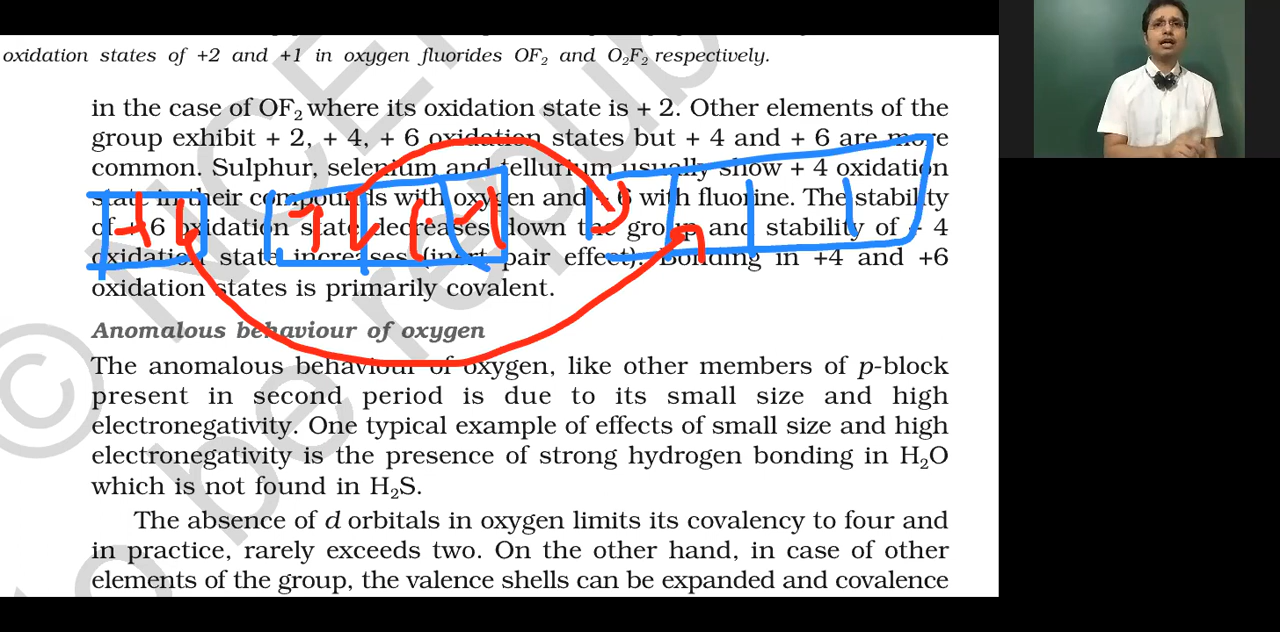 oxidation states of +2 and +1 in oxygen fluorides OF₂ and O₂F₂ respectively.
in the case of OF₂ where its oxidation state is + 2. Other elements of the
group exhibit + 2, + 4, + 6 oxidation states but + 4 and + 6 are more
common. Sulphur, selenium and tellurium usually show + 4 oxidation
state in their compounds with oxygen and + 6 with fluorine. The stability
of + 6 oxidation state decreases down the group and stability of + 4
oxidation state increases (inert pair effect). Bonding in +4 and +6
oxidation states is primarily covalent.
Anomalous behaviour of oxygen
The anomalous behaviour of oxygen, like other members of p-block
present in second period is due to its small size and high
electronegativity. One typical example of effects of small size and high
electronegativity is the presence of strong hydrogen bonding in H₂O
which is not found in H₂S.
The absence of d orbitals in oxygen limits its covalency to four and
in practice, rarely exceeds two. On the other hand, in case of other
elements of the group, the valence shells can be expanded and covalence